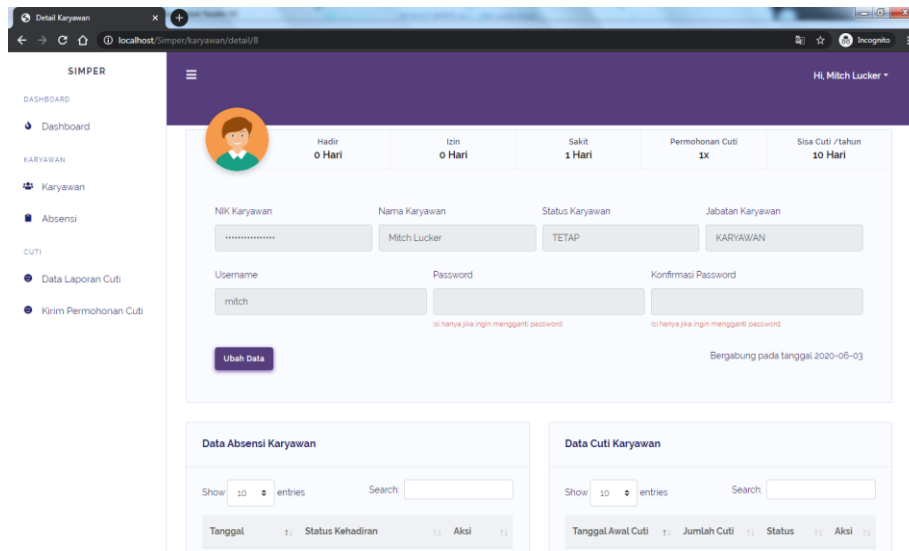 Detail Karyawan
localhost/Simper/karyawan/detail/8
Incognito
SIMPER
Hi, Mitch Lucker
DASHBOARD
Dashboard
KARYAWAN
Karyawan
Absensi
CUTI
Data Laporan Cuti
Kirim Permohonan Cuti
Hadir Izin Sakit Permohonan Cuti Sisa Cuti /tahun
0 Hari 0 Hari 1 Hari 1x 10 Hari
NIK Karyawan Nama Karyawan Status Karyawan Jabatan Karyawan
•••••••••••••••• Mitch Lucker TETAP KARYAWAN
Username Password Konfirmasi Password
mitch
isi hanya jika ingin mengganti password isi hanya jika ingin mengganti password
Ubah Data Bergabung pada tanggal 2020-06-03
Data Absensi Karyawan
Show 10 entries Search:
Tanggal Status Kehadiran Aksi
Data Cuti Karyawan
Show 10 entries Search:
Tanggal Awal Cuti Jumlah Cuti Status Aksi